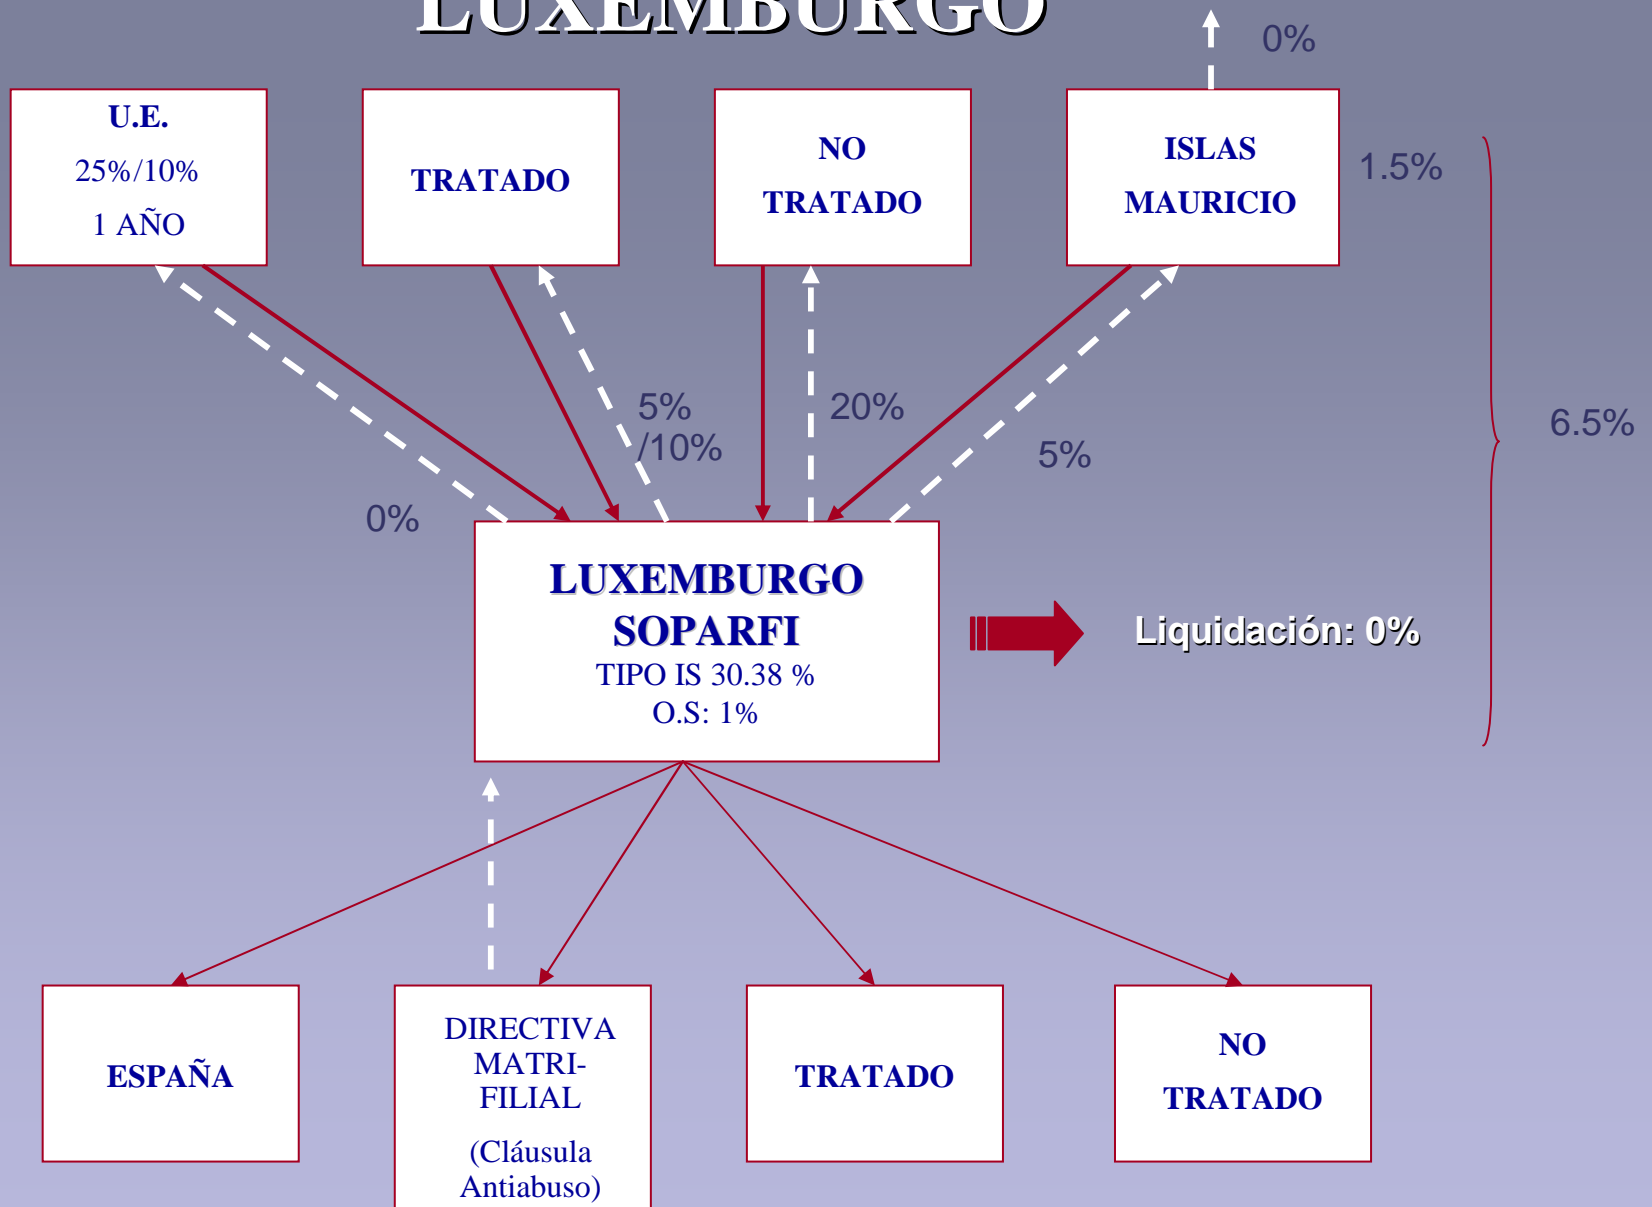 LUXEMBURGO
0%
U.E.
25%/10%
1 AÑO
TRATADO
NO
TRATADO
ISLAS
MAURICIO
1.5%
6.5%
0%
5%
/10%
20%
5%
LUXEMBURGO
SOPARFI
TIPO IS 30.38 %
O.S: 1%
Liquidación: 0%
ESPAÑA
DIRECTIVA
MATRI-
FILIAL
(Cláusula
Antiabuso)
TRATADO
NO
TRATADO